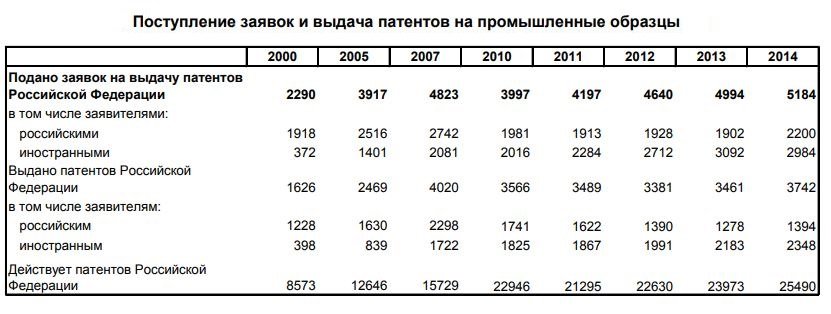 Поступление заявок и выдача патентов на промышленные образцы
2000 2005 2007 2010 2011 2012 2013 2014
Подано заявок на выдачу патентов
Российской Федерации 2290 3917 4823 3997 4197 4640 4994 5184
в том числе заявителями:
российскими 1918 2516 2742 1981 1913 1928 1902 2200
иностранными 372 1401 2081 2016 2284 2712 3092 2984
Выдано патентов Российской
Федерации 1626 2469 4020 3566 3489 3381 3461 3742
в том числе заявителям:
российским 1228 1630 2298 1741 1622 1390 1278 1394
иностранным 398 839 1722 1825 1867 1991 2183 2348
Действует патентов Российской
Федерации 8573 12646 15729 22946 21295 22630 23973 25490